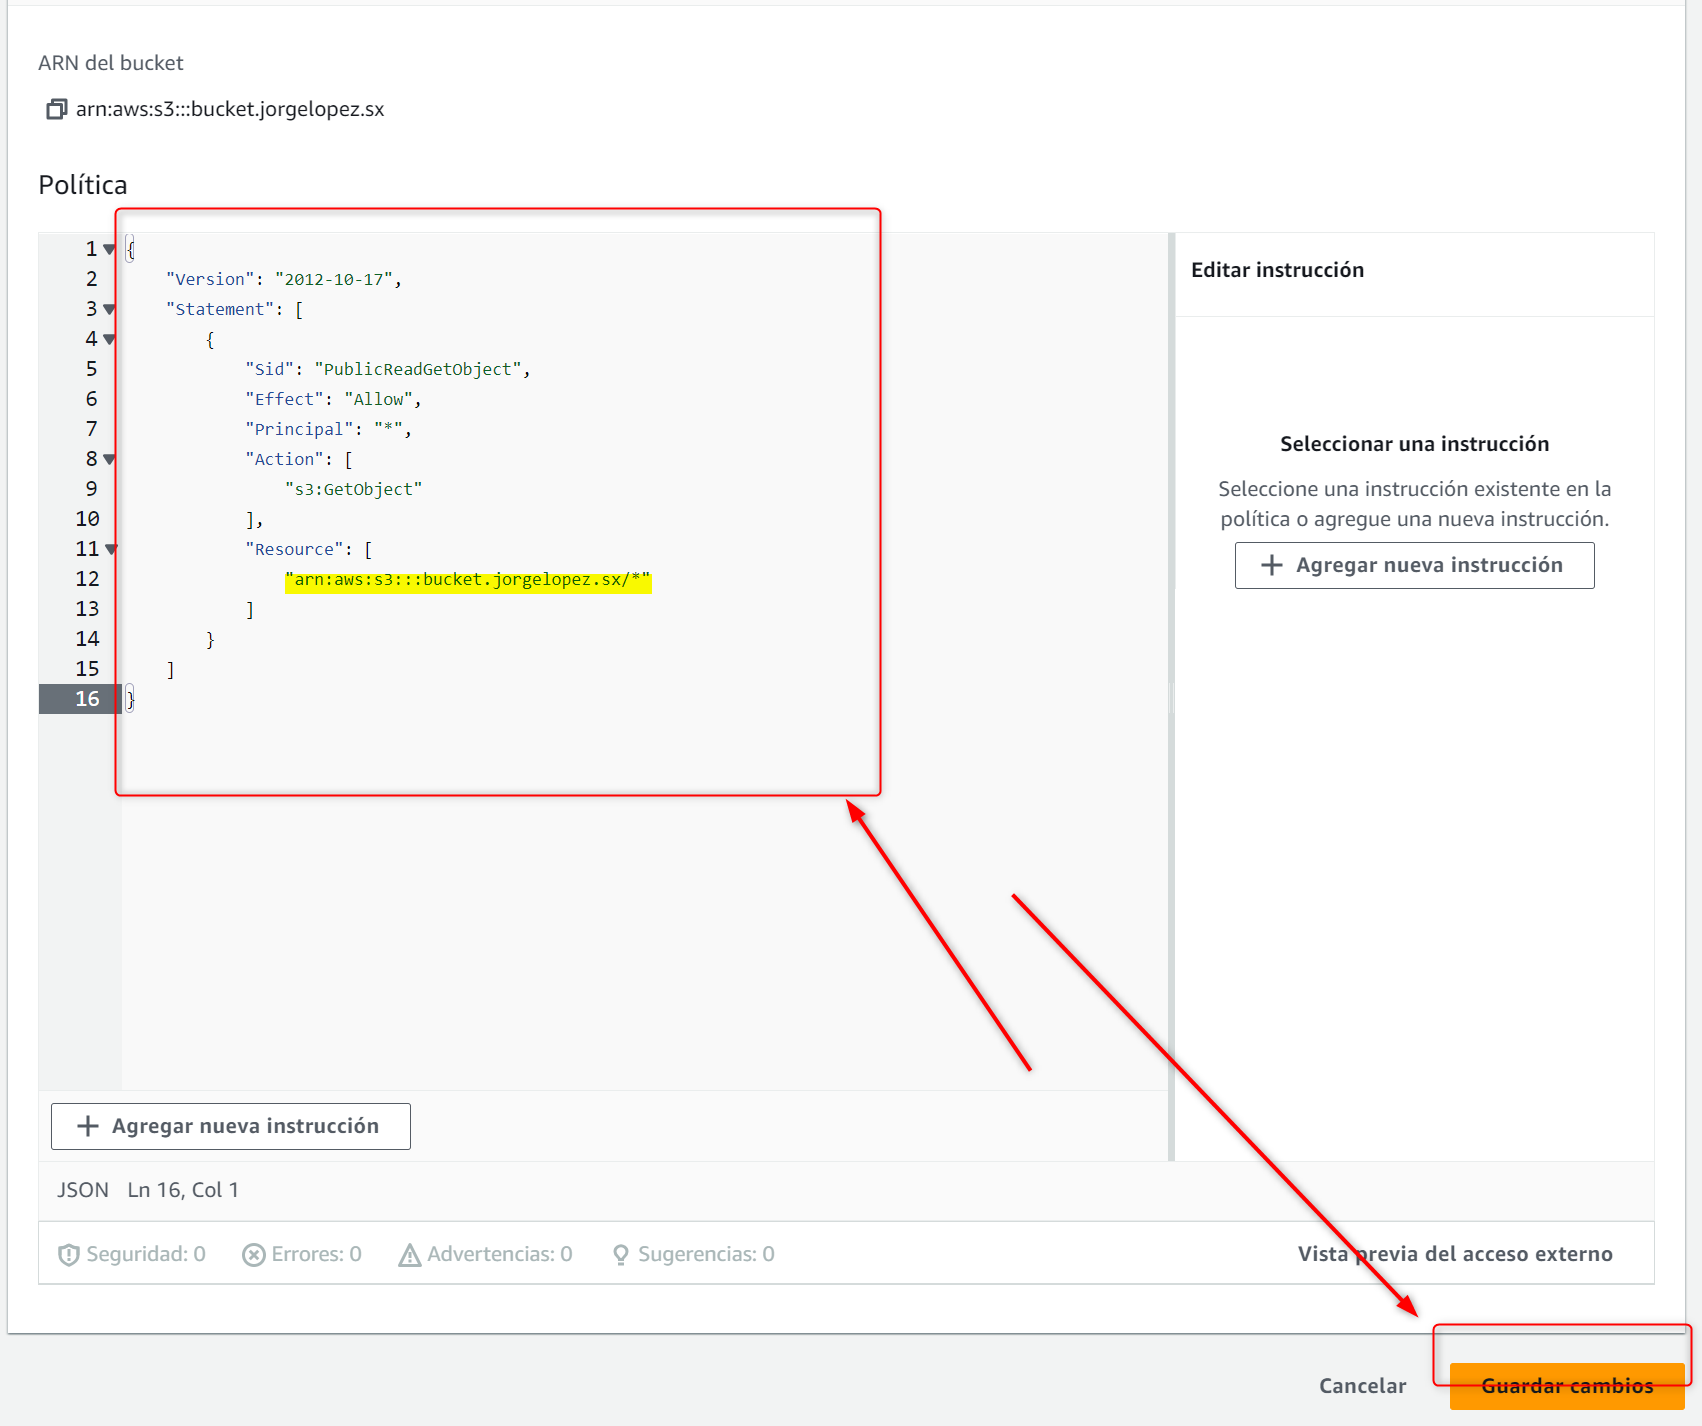 ARN del bucket
arn:aws:s3:::bucket.jorgelopez.sx
Política
1 {
2 "Version": "2012-10-17",
3 "Statement": [
4 {
5 "Sid": "PublicReadGetObject",
6 "Effect": "Allow",
7 "Principal": "*",
8 "Action": [
9 "s3:GetObject"
10 ],
11 "Resource": [
12 "arn:aws:s3:::bucket.jorgelopez.sx/*"
13 ]
14 }
15 ]
16 }
Editar instrucción
Seleccionar una instrucción
Seleccione una instrucción existente en la
política o agregue una nueva instrucción.
Agregar nueva instrucción
Agregar nueva instrucción
JSON Ln 16, Col 1
Seguridad: 0 Errores: 0 Advertencias: 0 Sugerencias: 0 Vista previa del acceso externo
Cancelar Guardar cambios